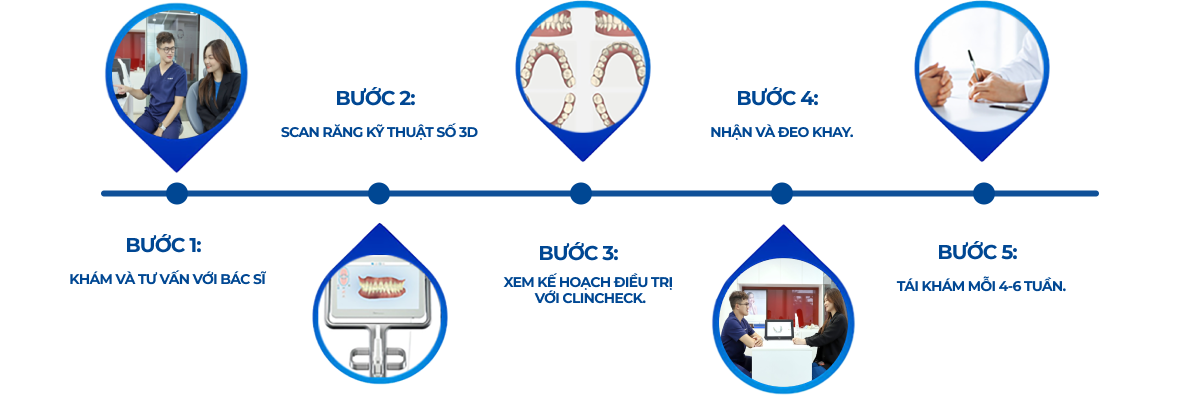 BƯỚC 1:
KHÁM VÀ TƯ VẤN VỚI BÁC SĨ
BƯỚC 2:
SCAN RĂNG KỸ THUẬT SỐ 3D
BƯỚC 3:
XEM KẾ HOẠCH ĐIỀU TRỊ
VỚI CLINCHECK.
BƯỚC 4:
NHẬN VÀ ĐEO KHAY.
BƯỚC 5:
TÁI KHÁM MỖI 4-6 TUẦN.